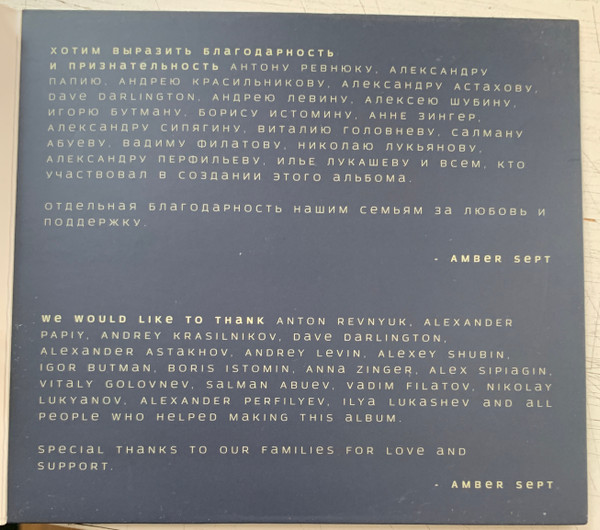 ХОТИМ ВЫРАЗИТЬ БЛАГОДАРНОСТЬ
И ПРИЗНАТЕЛЬНОСТЬ АНТОНУ РЕВНЮКУ, АЛЕКСАНДРУ
ПАПИЮ, АНДРЕЮ КРАСИЛЬНИКОВУ, АЛЕКСАНДРУ АСТАХОВУ,
DAVE DARLINGTON, АНДРЕЮ ЛЕВИНУ, АЛЕКСЕЮ ШУБИНУ,
ИГОРЮ БУТМАНУ, БОРИСУ ИСТОМИНУ, АННЕ ЗИНГЕР,
АЛЕКСАНДРУ СИПЯГИНУ, ВИТАЛИЮ ГОЛОВНЕВУ, САЛМАНУ
АБУЕВУ, ВАДИМУ ФИЛАТОВУ, НИКОЛАЮ ЛУКЬЯНОВУ,
АЛЕКСАНДРУ ПЕРФИЛЬЕВУ, ИЛЬЕ ЛУКАШЕВУ И ВСЕМ, КТО
УЧАСТВОВАЛ В СОЗДАНИИ ЭТОГО АЛЬБОМА.
ОТДЕЛЬНАЯ БЛАГОДАРНОСТЬ НАШИМ СЕМЬЯМ ЗА ЛЮБОВЬ И
ПОДДЕРЖКУ.
- AMBER SEPT
WE WOULD LIKE TO THANK ANTON REVNYUK, ALEXANDER
PAPIY, ANDREY KRASILNIKOV, DAVE DARLINGTON,
ALEXANDER ASTAKHOV, ANDREY LEVIN, ALEXEY SHUBIN,
IGOR BUTMAN, BORIS ISTOMIN, ANNA ZINGER, ALEX SIPIAGIN,
VITALY GOLOVNEV, SALMAN ABUEV, VADIM FILATOV, NIKOLAY
LUKYANOV, ALEXANDER PERFILYEV, ILYA LUKASHEV AND ALL
PEOPLE WHO HELPED MAKING THIS ALBUM.
SPECIAL THANKS TO OUR FAMILIES FOR LOVE AND
SUPPORT.
- AMBER SEPT